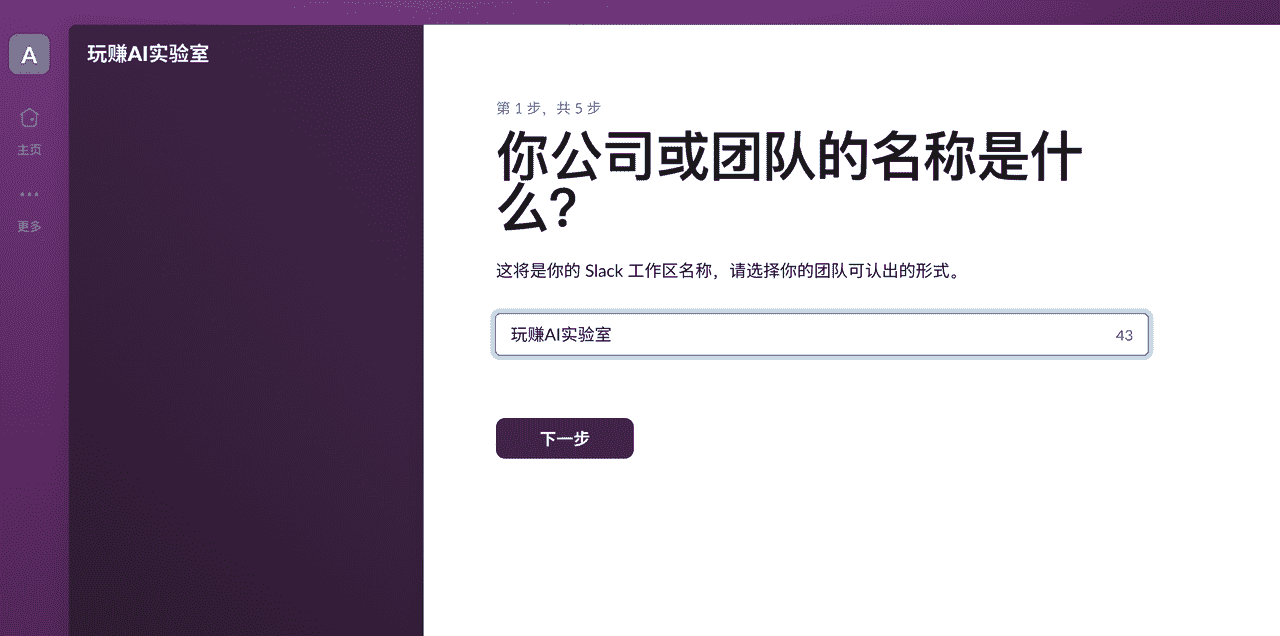 A
主页
更多
玩赚AI实验室
第 1 步，共 5 步
你公司或团队的名称是什
么？
这将是你的 Slack 工作区名称，请选择你的团队可认出的形式。
玩赚AI实验室 43
下一步